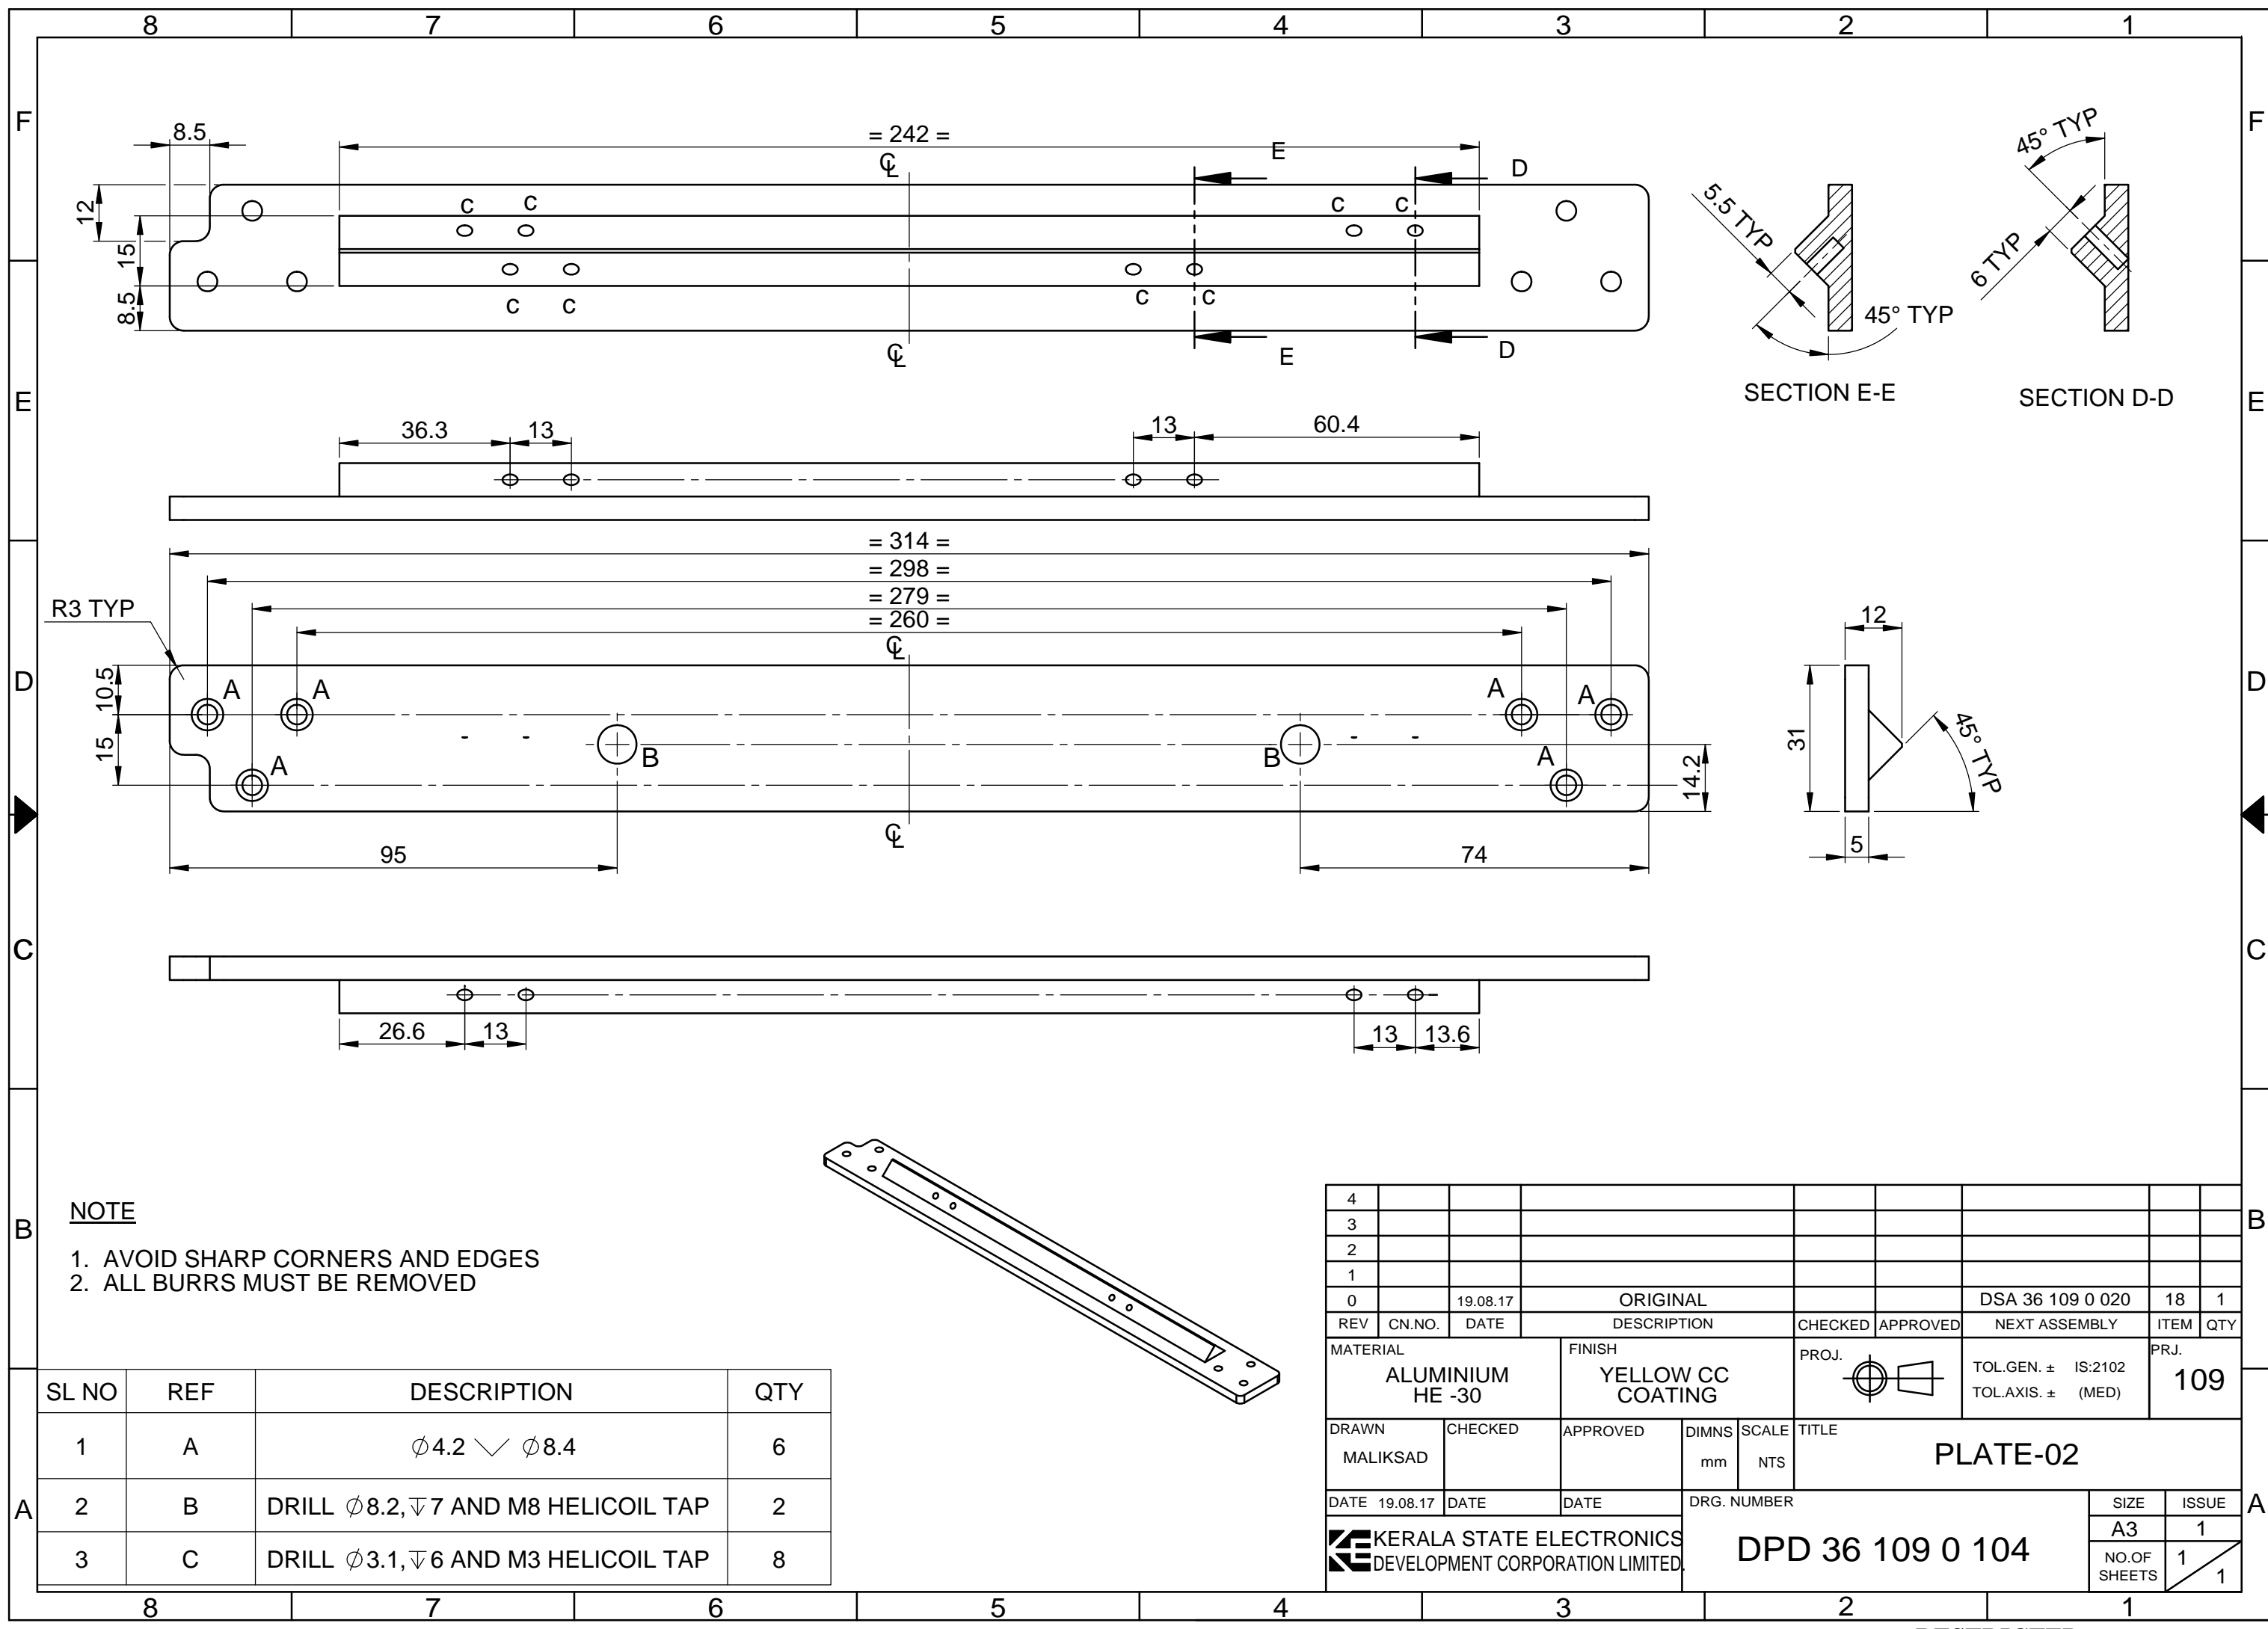 8 7 6 5 4 3 2 1
F F
E E
D D
C C
B B
A A
8.5
= 242 =
℄
E
D
12
15
8.5
c c c c
c c c c
℄
E
D
5.5 TYP
45° TYP
SECTION E-E
45° TYP
6 TYP
SECTION D-D
36.3 13 13 60.4
= 314 =
= 298 =
= 279 =
= 260 =
℄
R3 TYP
10.5
15
A A A A
B B
A A
14.2
℄
95 74
12
31
45° TYP
5
26.6 13 13 13.6
NOTE
1. AVOID SHARP CORNERS AND EDGES
2. ALL BURRS MUST BE REMOVED
SL NO REF DESCRIPTION QTY
1 A ∅4.2 ⌵ ∅8.4 6
2 B DRILL ∅8.2,↧7 AND M8 HELICOIL TAP 2
3 C DRILL ∅3.1,↧6 AND M3 HELICOIL TAP 8
4
3
2
1
0 19.08.17 ORIGINAL DSA 36 109 0 020 18 1
REV CN.NO. DATE DESCRIPTION CHECKED APPROVED NEXT ASSEMBLY ITEM QTY
MATERIAL
ALUMINIUM
HE -30
FINISH
YELLOW CC
COATING
PROJ.
TOL.GEN. ± IS:2102
TOL.AXIS. ± (MED)
PRJ.
109
DRAWN
MALIKSAD
CHECKED
APPROVED
DIMNS
mm
SCALE
NTS
TITLE
PLATE-02
DATE 19.08.17 DATE DATE
KERALA STATE ELECTRONICS
DEVELOPMENT CORPORATION LIMITED.
DRG. NUMBER
DPD 36 109 0 104
SIZE
A3
ISSUE
1
NO.OF
SHEETS
1
1
8 7 6 5 4 3 2 1